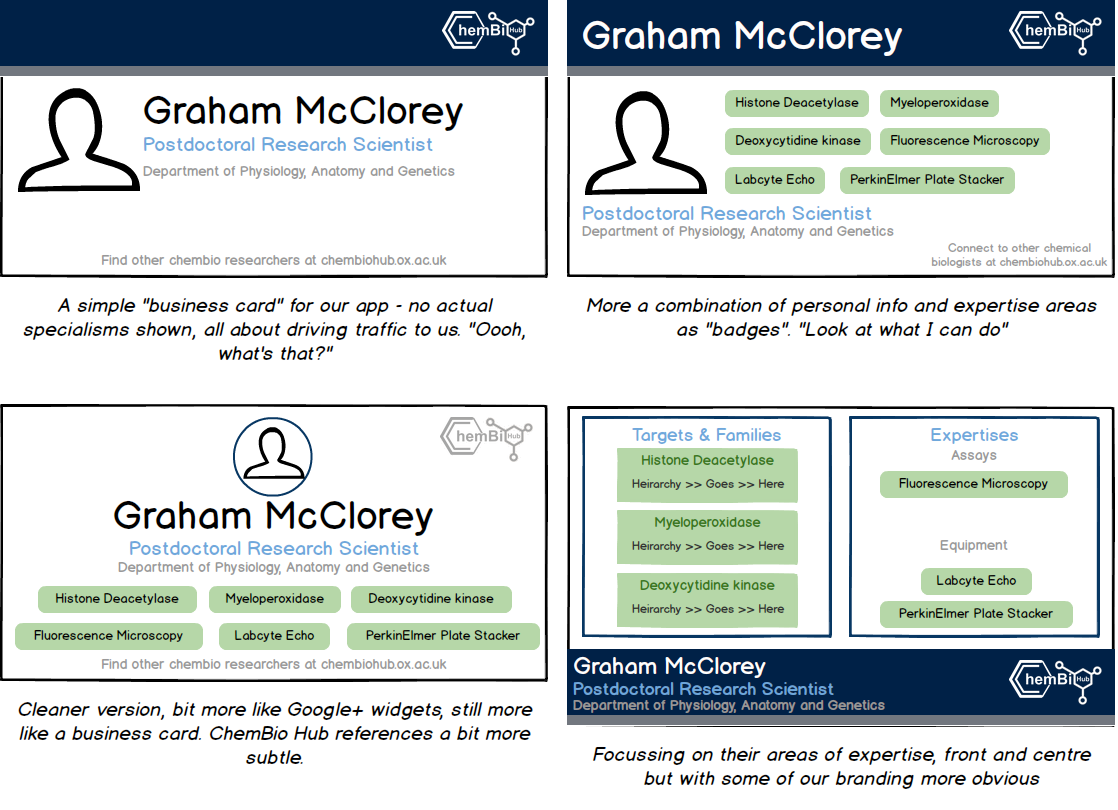 ChemBio Hub
Graham McClorey
Postdoctoral Research Scientist
Department of Physiology, Anatomy and Genetics
Find other chembio researchers at chembiohub.ox.ac.uk
A simple "business card" for our app - no actual
specialisms shown, all about driving traffic to us. "Oooh,
what's that?"
Graham McClorey
ChemBio Hub
Histone Deacetylase
Myeloperoxidase
Deoxycytidine kinase
Fluorescence Microscopy
Labcyte Echo
PerkinElmer Plate Stacker
Postdoctoral Research Scientist
Department of Physiology, Anatomy and Genetics
Connect to other chemical
biologists at chembiohub.ox.ac.uk
More a combination of personal info and expertise areas
as "badges". "Look at what I can do"
ChemBio Hub
Graham McClorey
Postdoctoral Research Scientist
Department of Physiology, Anatomy and Genetics
Histone Deacetylase
Myeloperoxidase
Deoxycytidine kinase
Fluorescence Microscopy
Labcyte Echo
PerkinElmer Plate Stacker
Find other chembio researchers at chembiohub.ox.ac.uk
Cleaner version, bit more like Google+ widgets, still more
like a business card. ChemBio Hub references a bit more
subtle.
Targets & Families
Histone Deacetylase
Heirarchy >> Goes >> Here
Myeloperoxidase
Heirarchy >> Goes >> Here
Deoxycytidine kinase
Heirarchy >> Goes >> Here
Expertises
Assays
Fluorescence Microscopy
Equipment
Labcyte Echo
PerkinElmer Plate Stacker
Graham McClorey
Postdoctoral Research Scientist
Department of Physiology, Anatomy and Genetics
ChemBio Hub
Focussing on their areas of expertise, front and centre
but with some of our branding more obvious